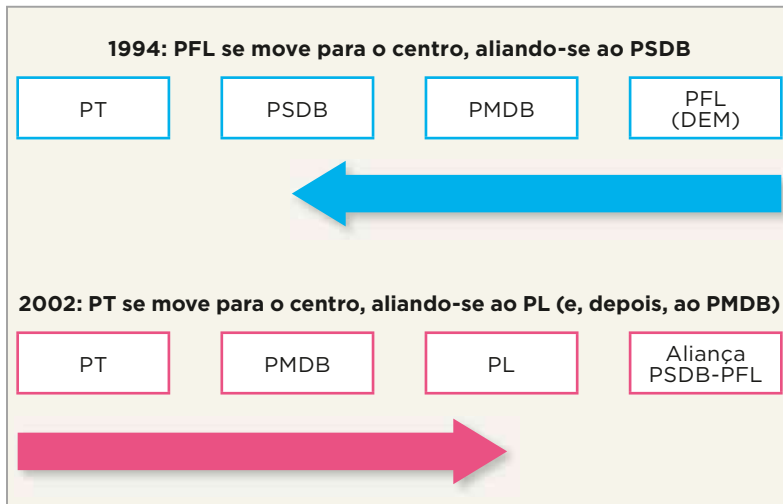 1994: PFL se move para o centro, aliando-se ao PSDB
PT
PSDB
PMDB
PFL
(DEM)
2002: PT se move para o centro, aliando-se ao PL (e, depois, ao PMDB)
PT
PMDB
PL
Aliança
PSDB-PFL